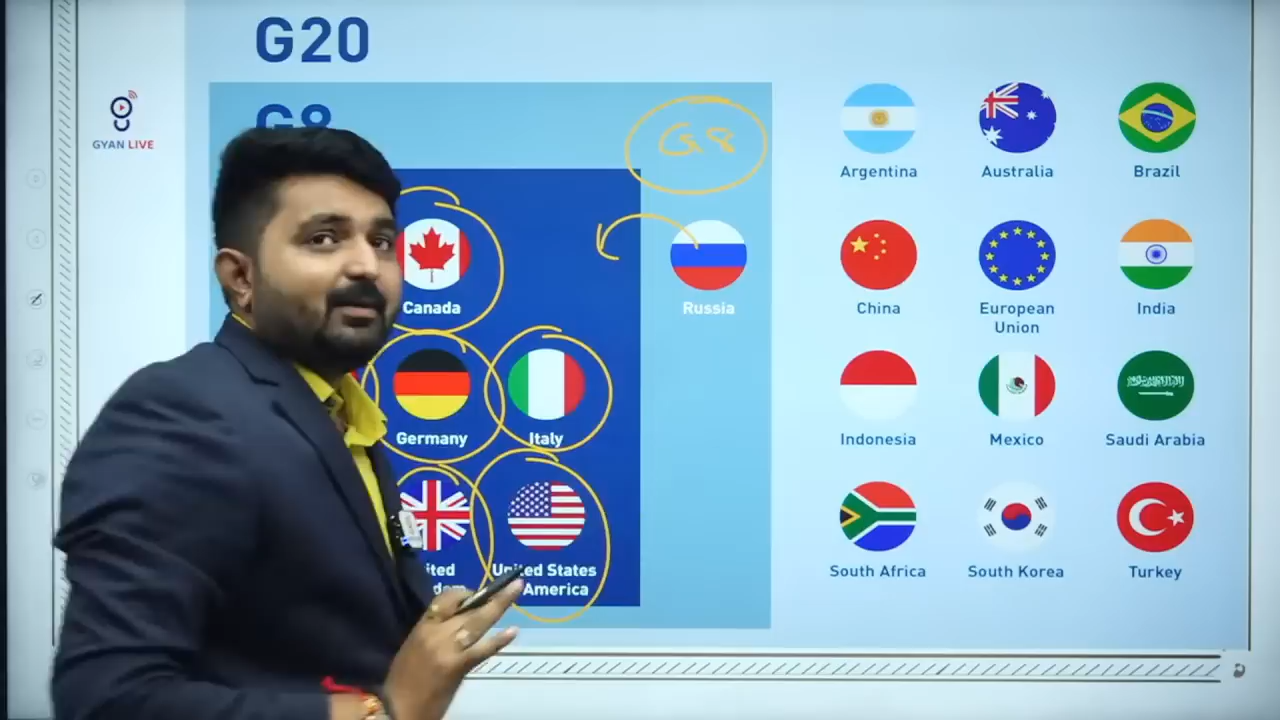 G20
G8
G8
GYAN LIVE
Argentina
Australia
Brazil
Canada
Russia
China
European
Union
India
Germany
Italy
Indonesia
Mexico
Saudi Arabia
United States
America
South Africa
South Korea
Turkey